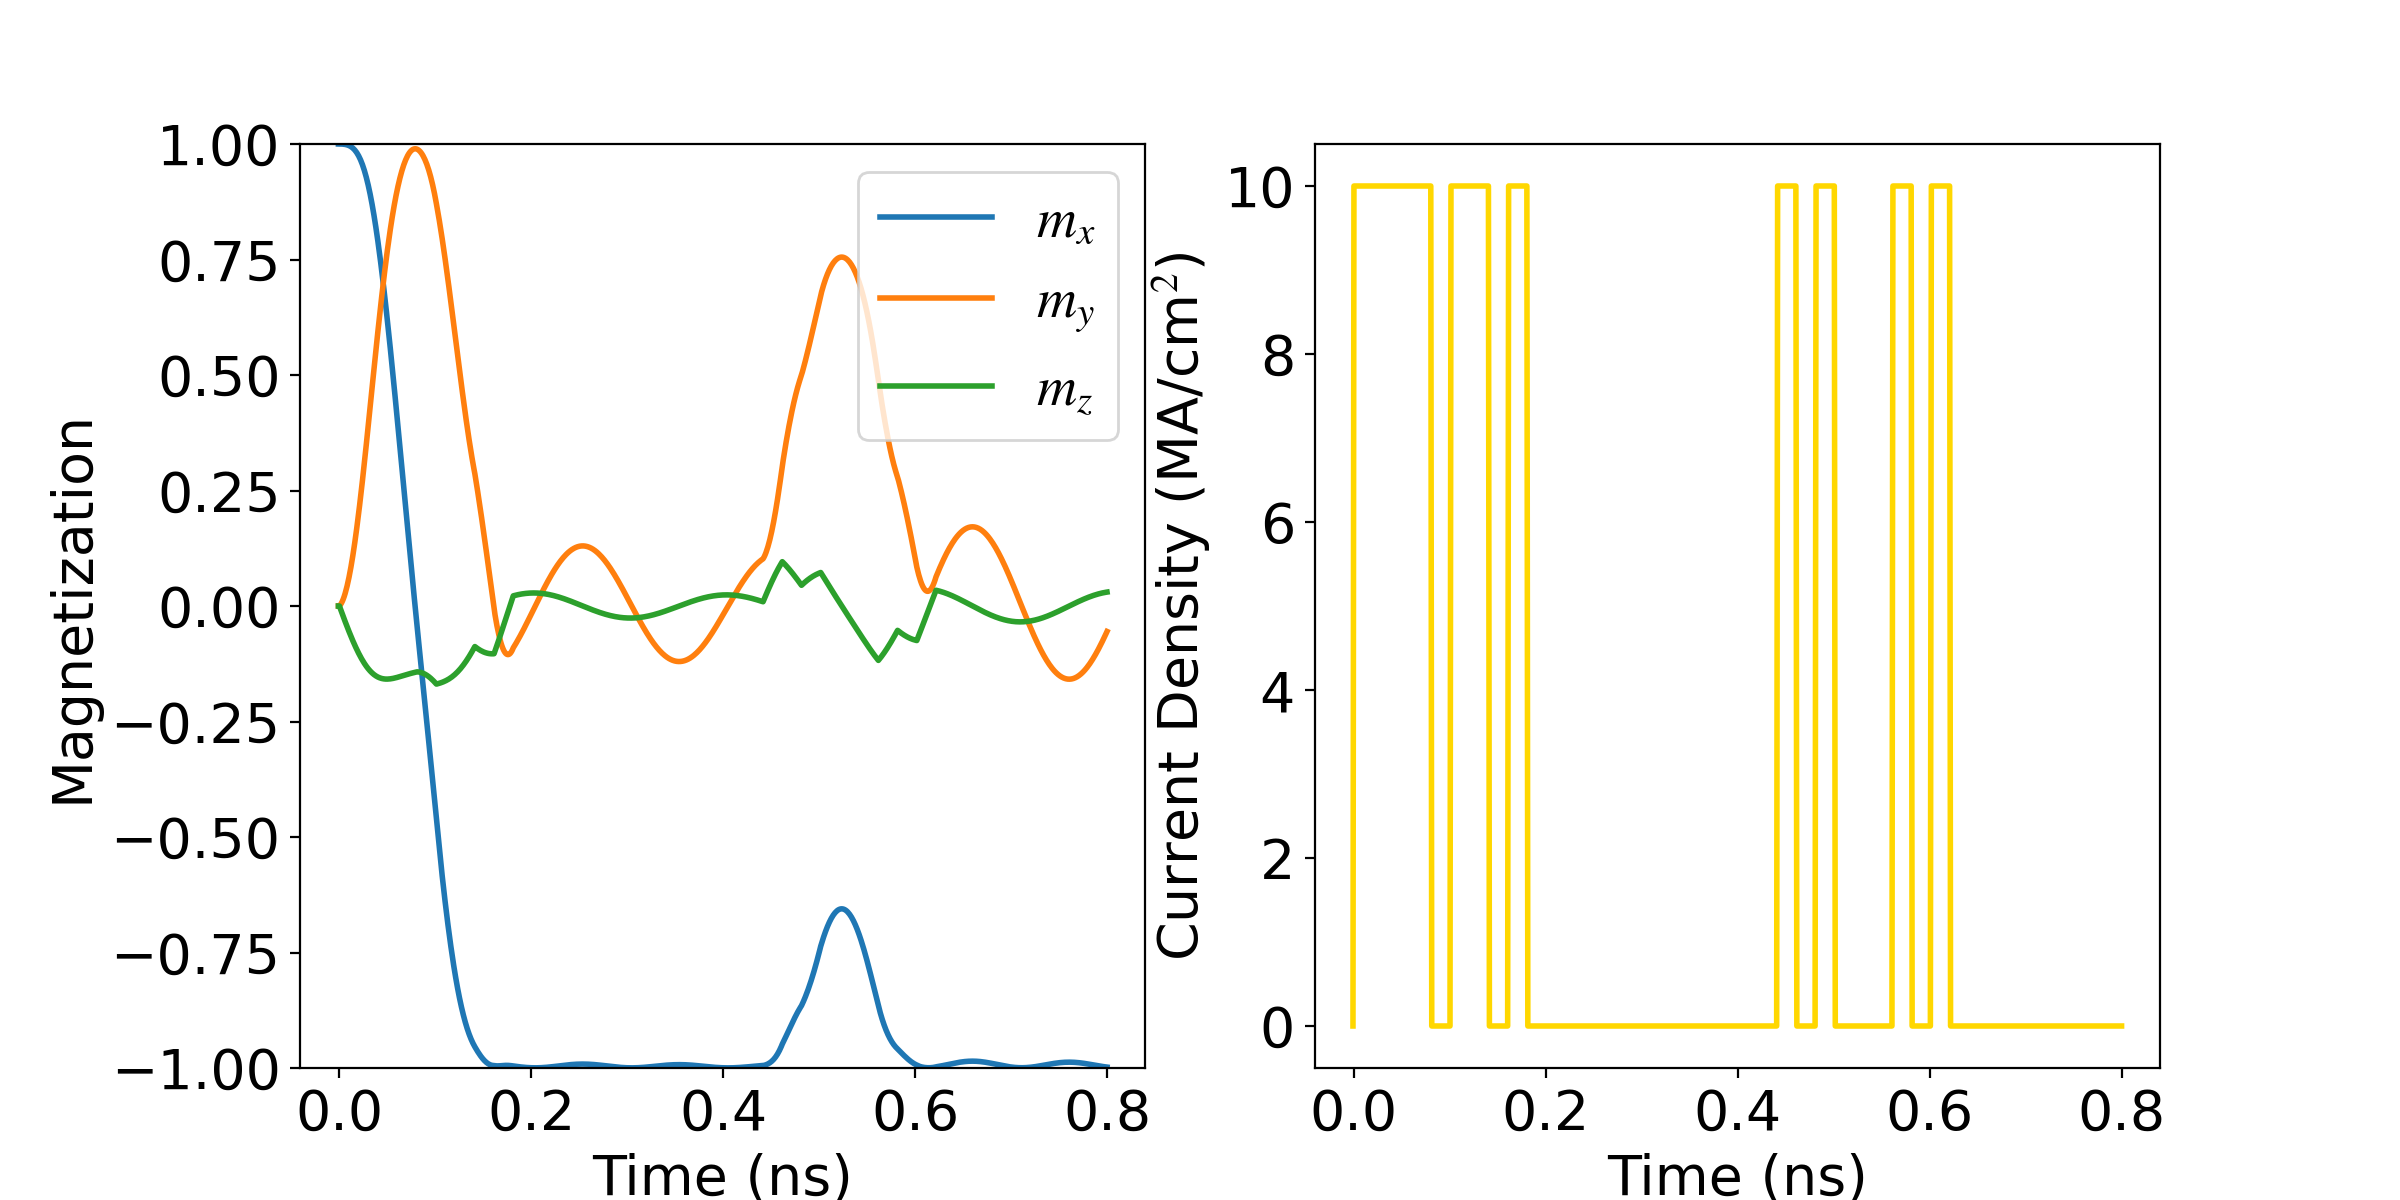 1.00
0.75
0.50
0.25
0.00
−0.25
−0.50
−0.75
−1.00
Magnetization
0.0 0.2 0.4 0.6 0.8
Time (ns)
m_x
m_y
m_z
10
8
6
4
2
0
Current Density (MA/cm²)
0.0 0.2 0.4 0.6 0.8
Time (ns)